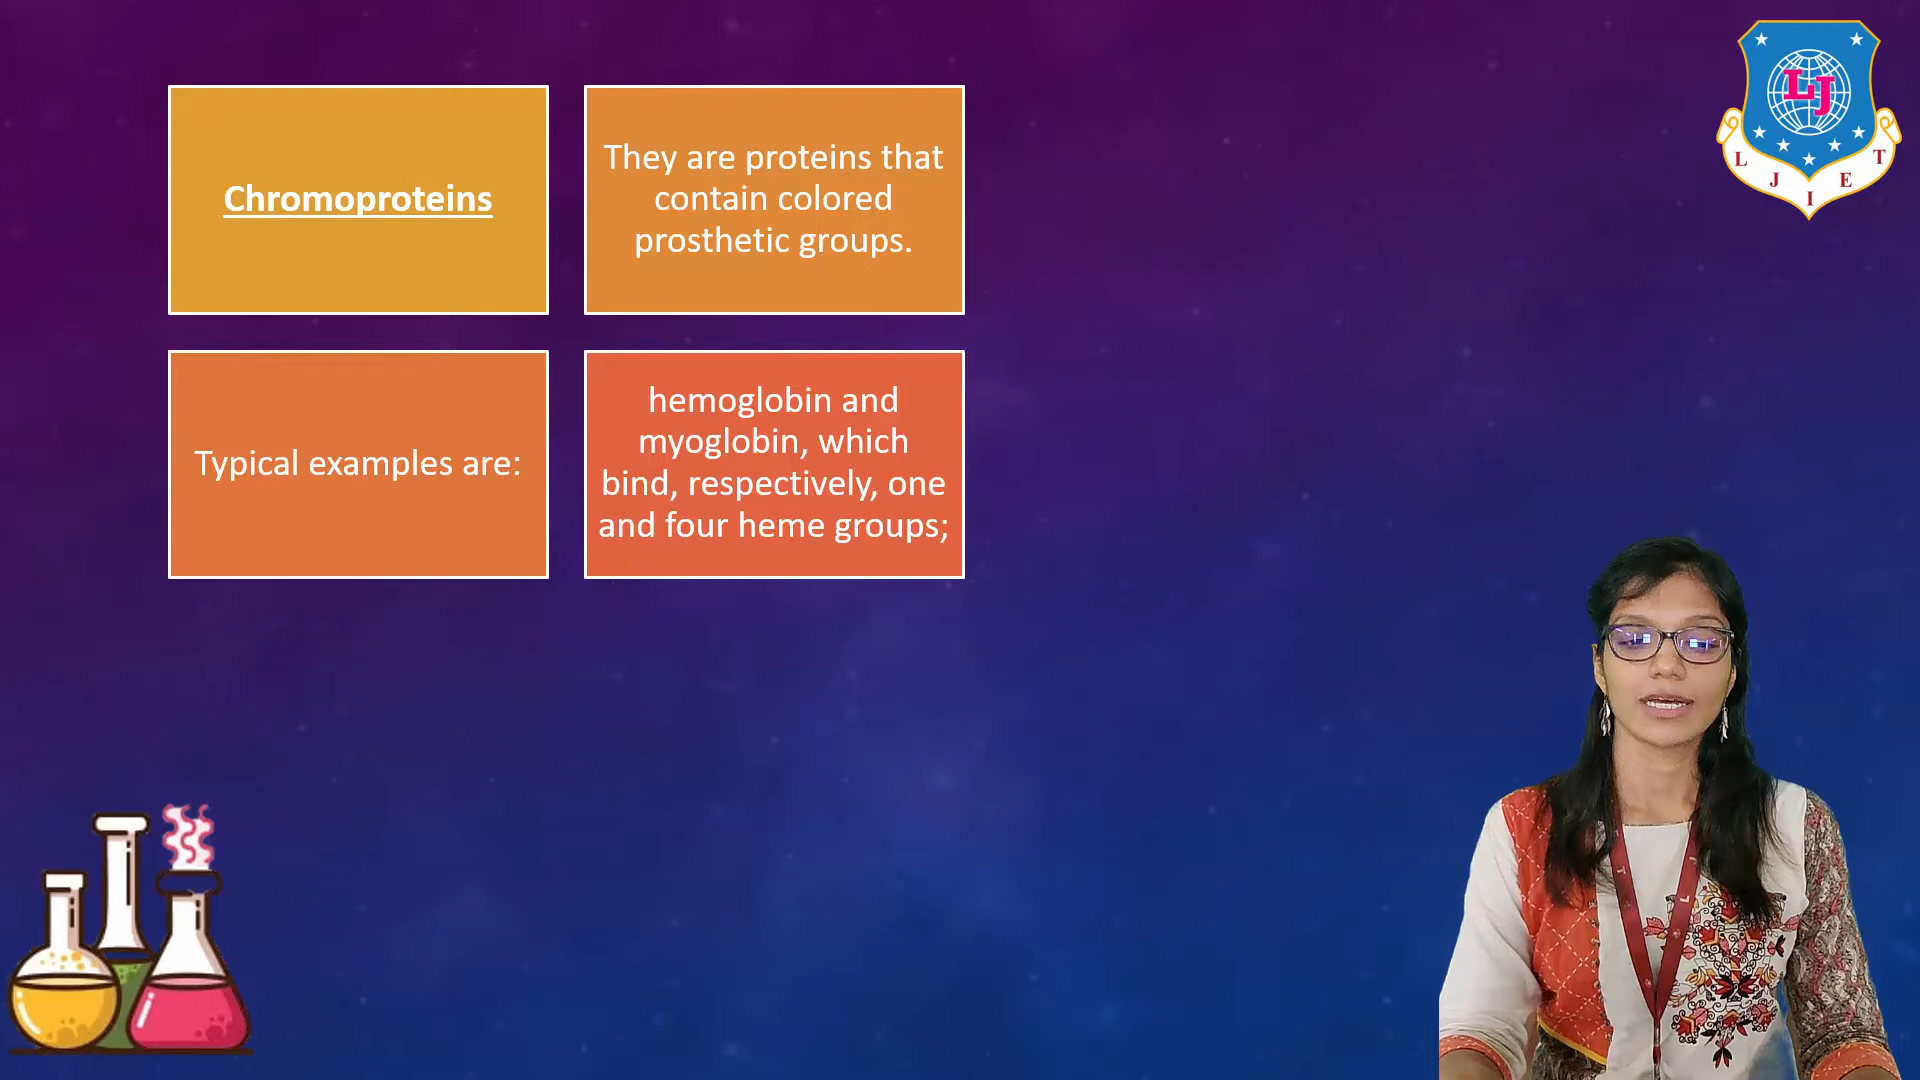 Chromoproteins
They are proteins that
contain colored
prosthetic groups.
Typical examples are:
hemoglobin and
myoglobin, which
bind, respectively, one
and four heme groups;
LJ
L J I E T